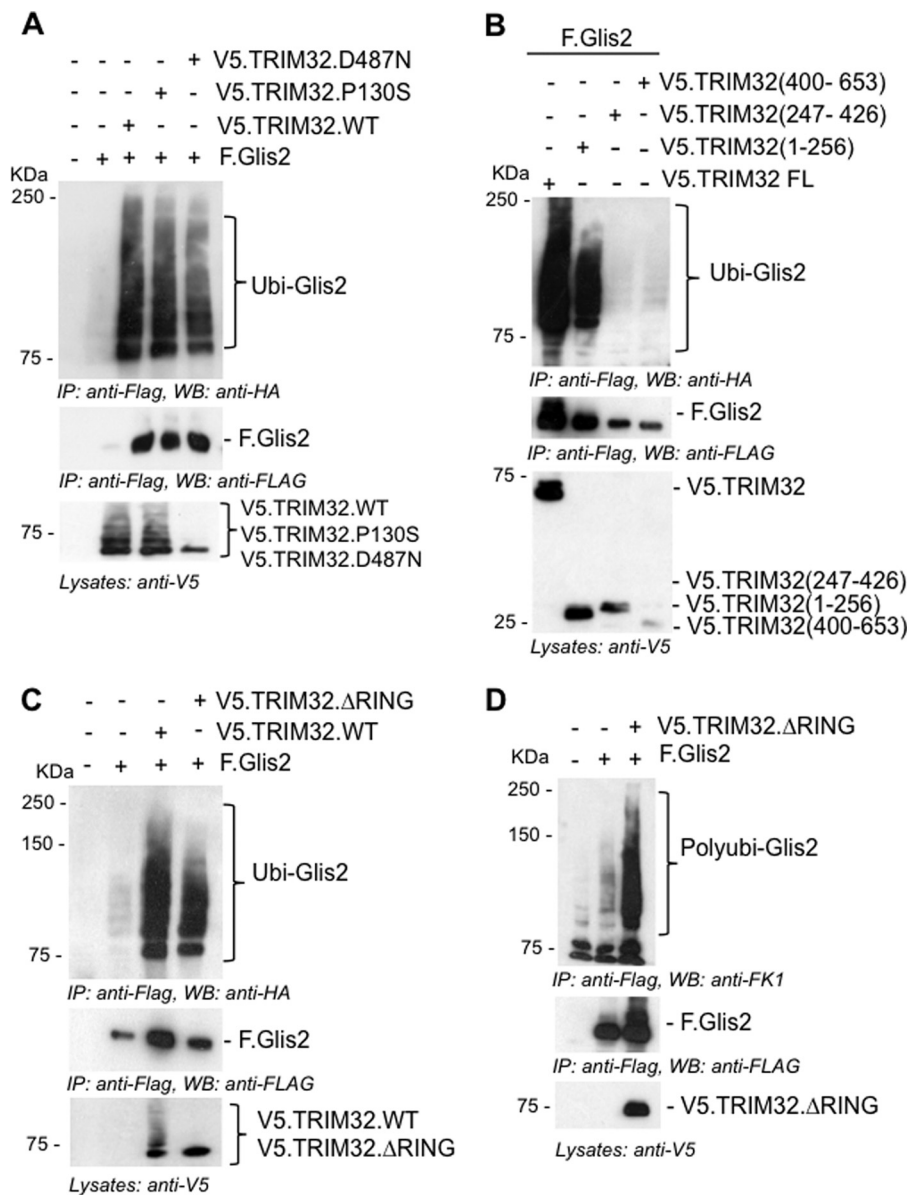 A
- - - - + V5.TRIM32.D487N
- - - + - V5.TRIM32.P130S
- - + - - V5.TRIM32.WT
- + + + + F.Glis2
KDa
250 -
Ubi-Glis2
75 -
IP: anti-Flag, WB: anti-HA
- F.Glis2
IP: anti-Flag, WB: anti-FLAG
V5.TRIM32.WT
75 -
V5.TRIM32.P130S
V5.TRIM32.D487N
Lysates: anti-V5
B
F.Glis2
- - - + V5.TRIM32(400- 653)
- - + - V5.TRIM32(247- 426)
- + - - V5.TRIM32(1-256)
KDa
+ - - - V5.TRIM32 FL
250 -
Ubi-Glis2
75 -
IP: anti-Flag, WB: anti-HA
- F.Glis2
IP: anti-Flag, WB: anti-FLAG
75 -
- V5.TRIM32
- V5.TRIM32(247-426)
- V5.TRIM32(1-256)
25 -
- V5.TRIM32(400-653)
Lysates: anti-V5
C
- - - + V5.TRIM32.ΔRING
- - + - V5.TRIM32.WT
- + + + F.Glis2
KDa
250 -
150 -
Ubi-Glis2
75 -
IP: anti-Flag, WB: anti-HA
- F.Glis2
IP: anti-Flag, WB: anti-FLAG
V5.TRIM32.WT
75 -
V5.TRIM32.ΔRING
Lysates: anti-V5
D
- - + V5.TRIM32.ΔRING
- + + F.Glis2
KDa
250 -
150 -
Polyubi-Glis2
75 -
IP: anti-Flag, WB: anti-FK1
- F.Glis2
IP: anti-Flag, WB: anti-FLAG
75 -
- V5.TRIM32.ΔRING
Lysates: anti-V5